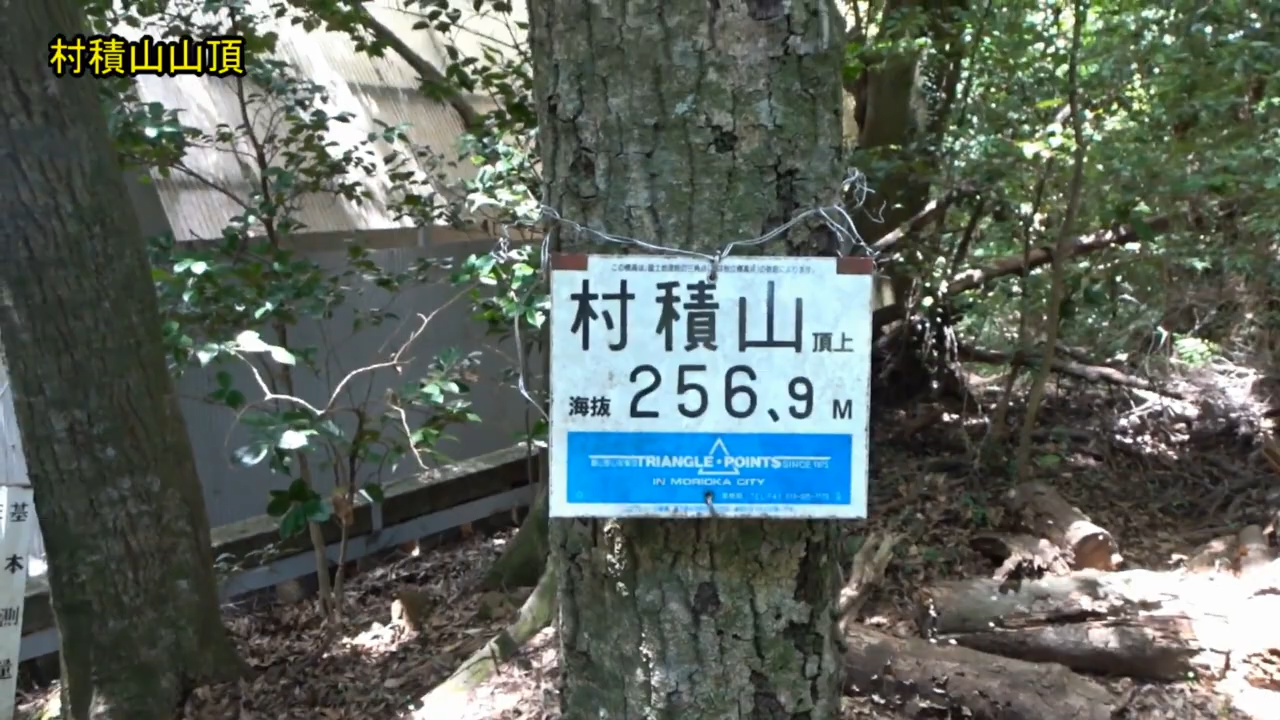 村積山山頂
村積山頂上
海抜 256、9 M
TRIANGLE・POINTS SINCE 1975
IN MORIOKA CITY
基
本
測
量